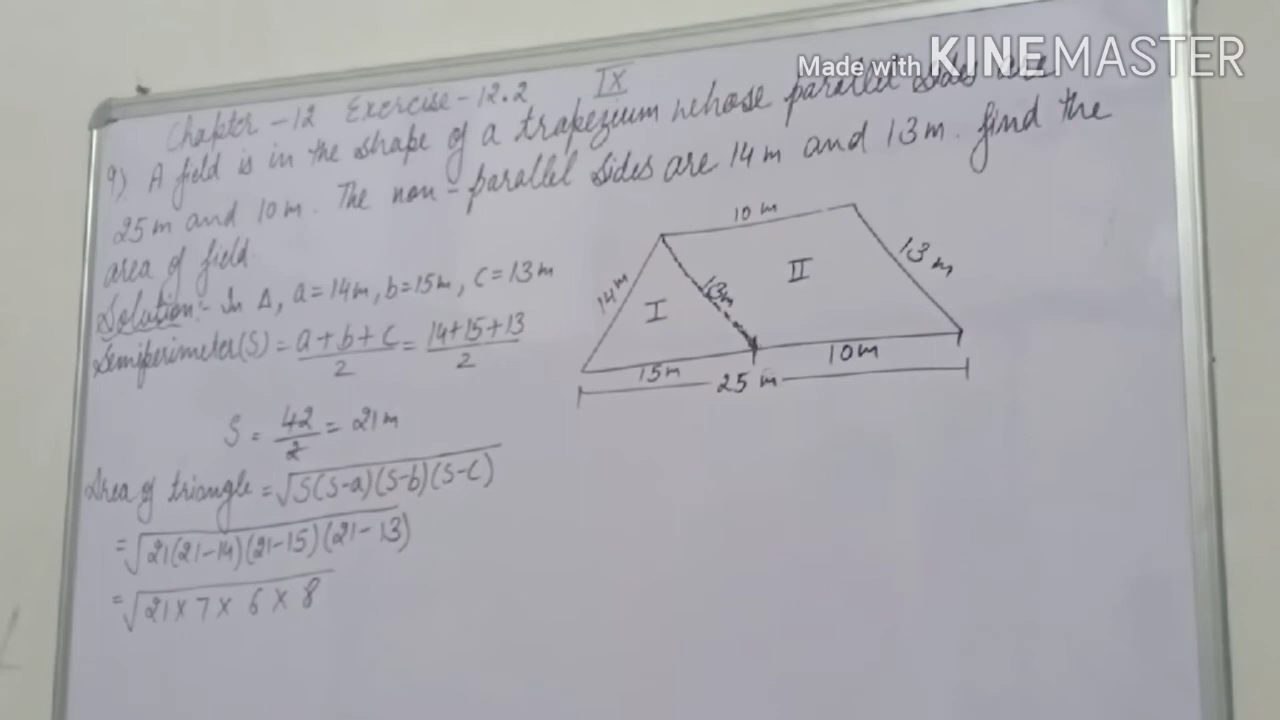 Made with KINEMASTER
Chapter - 12 Exercise - 12.2 IX
9) A field is in the shape of a trapezium whose parallel sides are
25m and 10m. The non-parallel sides are 14m and 13m. find the
area of field.
Solution:- In Δ, a=14m, b=15m, c=13m
Semiperimeter(S) = a+b+c/2 = 14+15+13/2
S = 42/2 = 21m
Area of triangle = √S(S-a)(S-b)(S-c)
= √21(21-14)(21-15)(21-13)
= √21×7×6×8
10m
14m
13m
13m
I
II
15m
10m
25 m